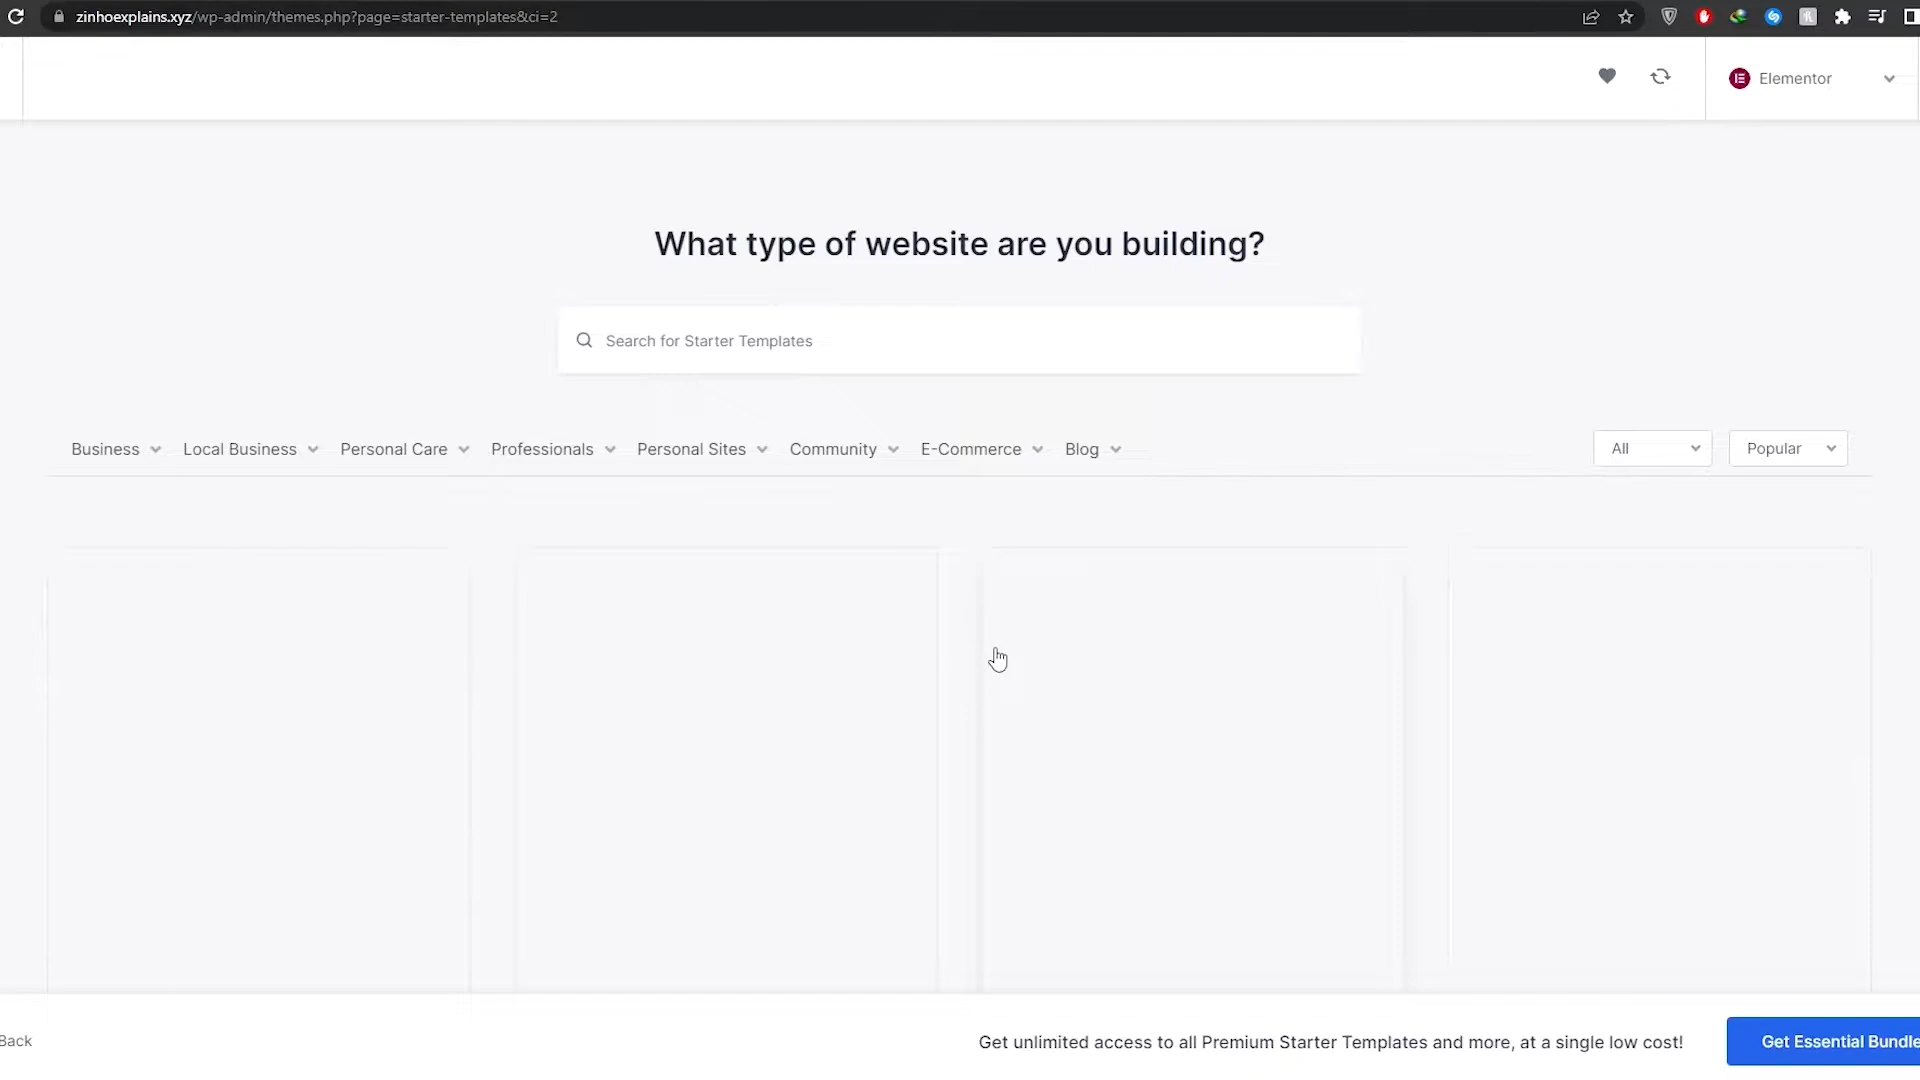 zinhoexplains.xyz/wp-admin/themes.php?page=starter-templates&ci=2
Elementor
What type of website are you building?
Search for Starter Templates
Business Local Business Personal Care Professionals Personal Sites Community E-Commerce Blog All Popular
Back Get unlimited access to all Premium Starter Templates and more, at a single low cost! Get Essential Bundle